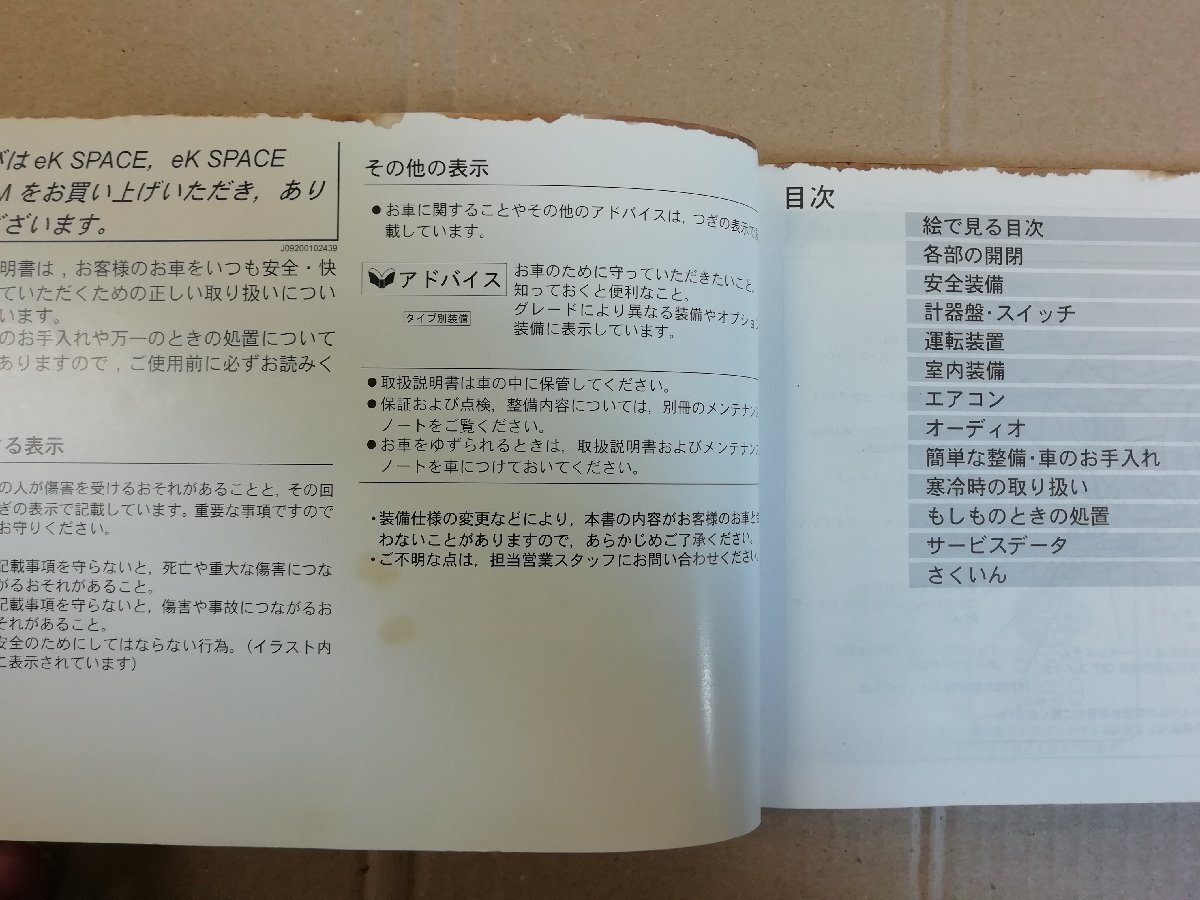 はeK SPACE, eK SPACE
M をお買い上げいただき, あり
ございます。
J09200102439
明書は, お客様のお車をいつも安全・快
ていただくための正しい取り扱いについ
います。
のお手入れや万一のときの処置について
ありますので, ご使用前に必ずお読みく
る表示
の人が傷害を受けるおそれがあることと, その回
ぎの表示で記載しています。重要な事項ですので
お守りください。
記載事項を守らないと, 死亡や重大な傷害につな
がるおそれがあること。
記載事項を守らないと, 傷害や事故につながるお
それがあること。
安全のためにしてはならない行為。(イラスト内
に表示されています)
その他の表示
●お車に関することやその他のアドバイスは, つぎの表示で
載しています。
アドバイス
お車のために守っていただきたいこと,
知っておくと便利なこと。
タイプ別装備
グレードにより異なる装備やオプション
装備に表示しています。
●取扱説明書は車の中に保管してください。
●保証および点検, 整備内容については, 別冊のメンテナン
ノートをご覧ください。
●お車をゆずられるときは, 取扱説明書およびメンテナン
ノートを車につけておいてください。
・装備仕様の変更などにより, 本書の内容がお客様のお車と
わないことがありますので, あらかじめご了承ください。
・ご不明な点は, 担当営業スタッフにお問い合わせください。
目次
絵で見る目次
各部の開閉
安全装備
計器盤・スイッチ
運転装置
室内装備
エアコン
オーディオ
簡単な整備・車のお手入れ
寒冷時の取り扱い
もしものときの処置
サービスデータ
さくいん